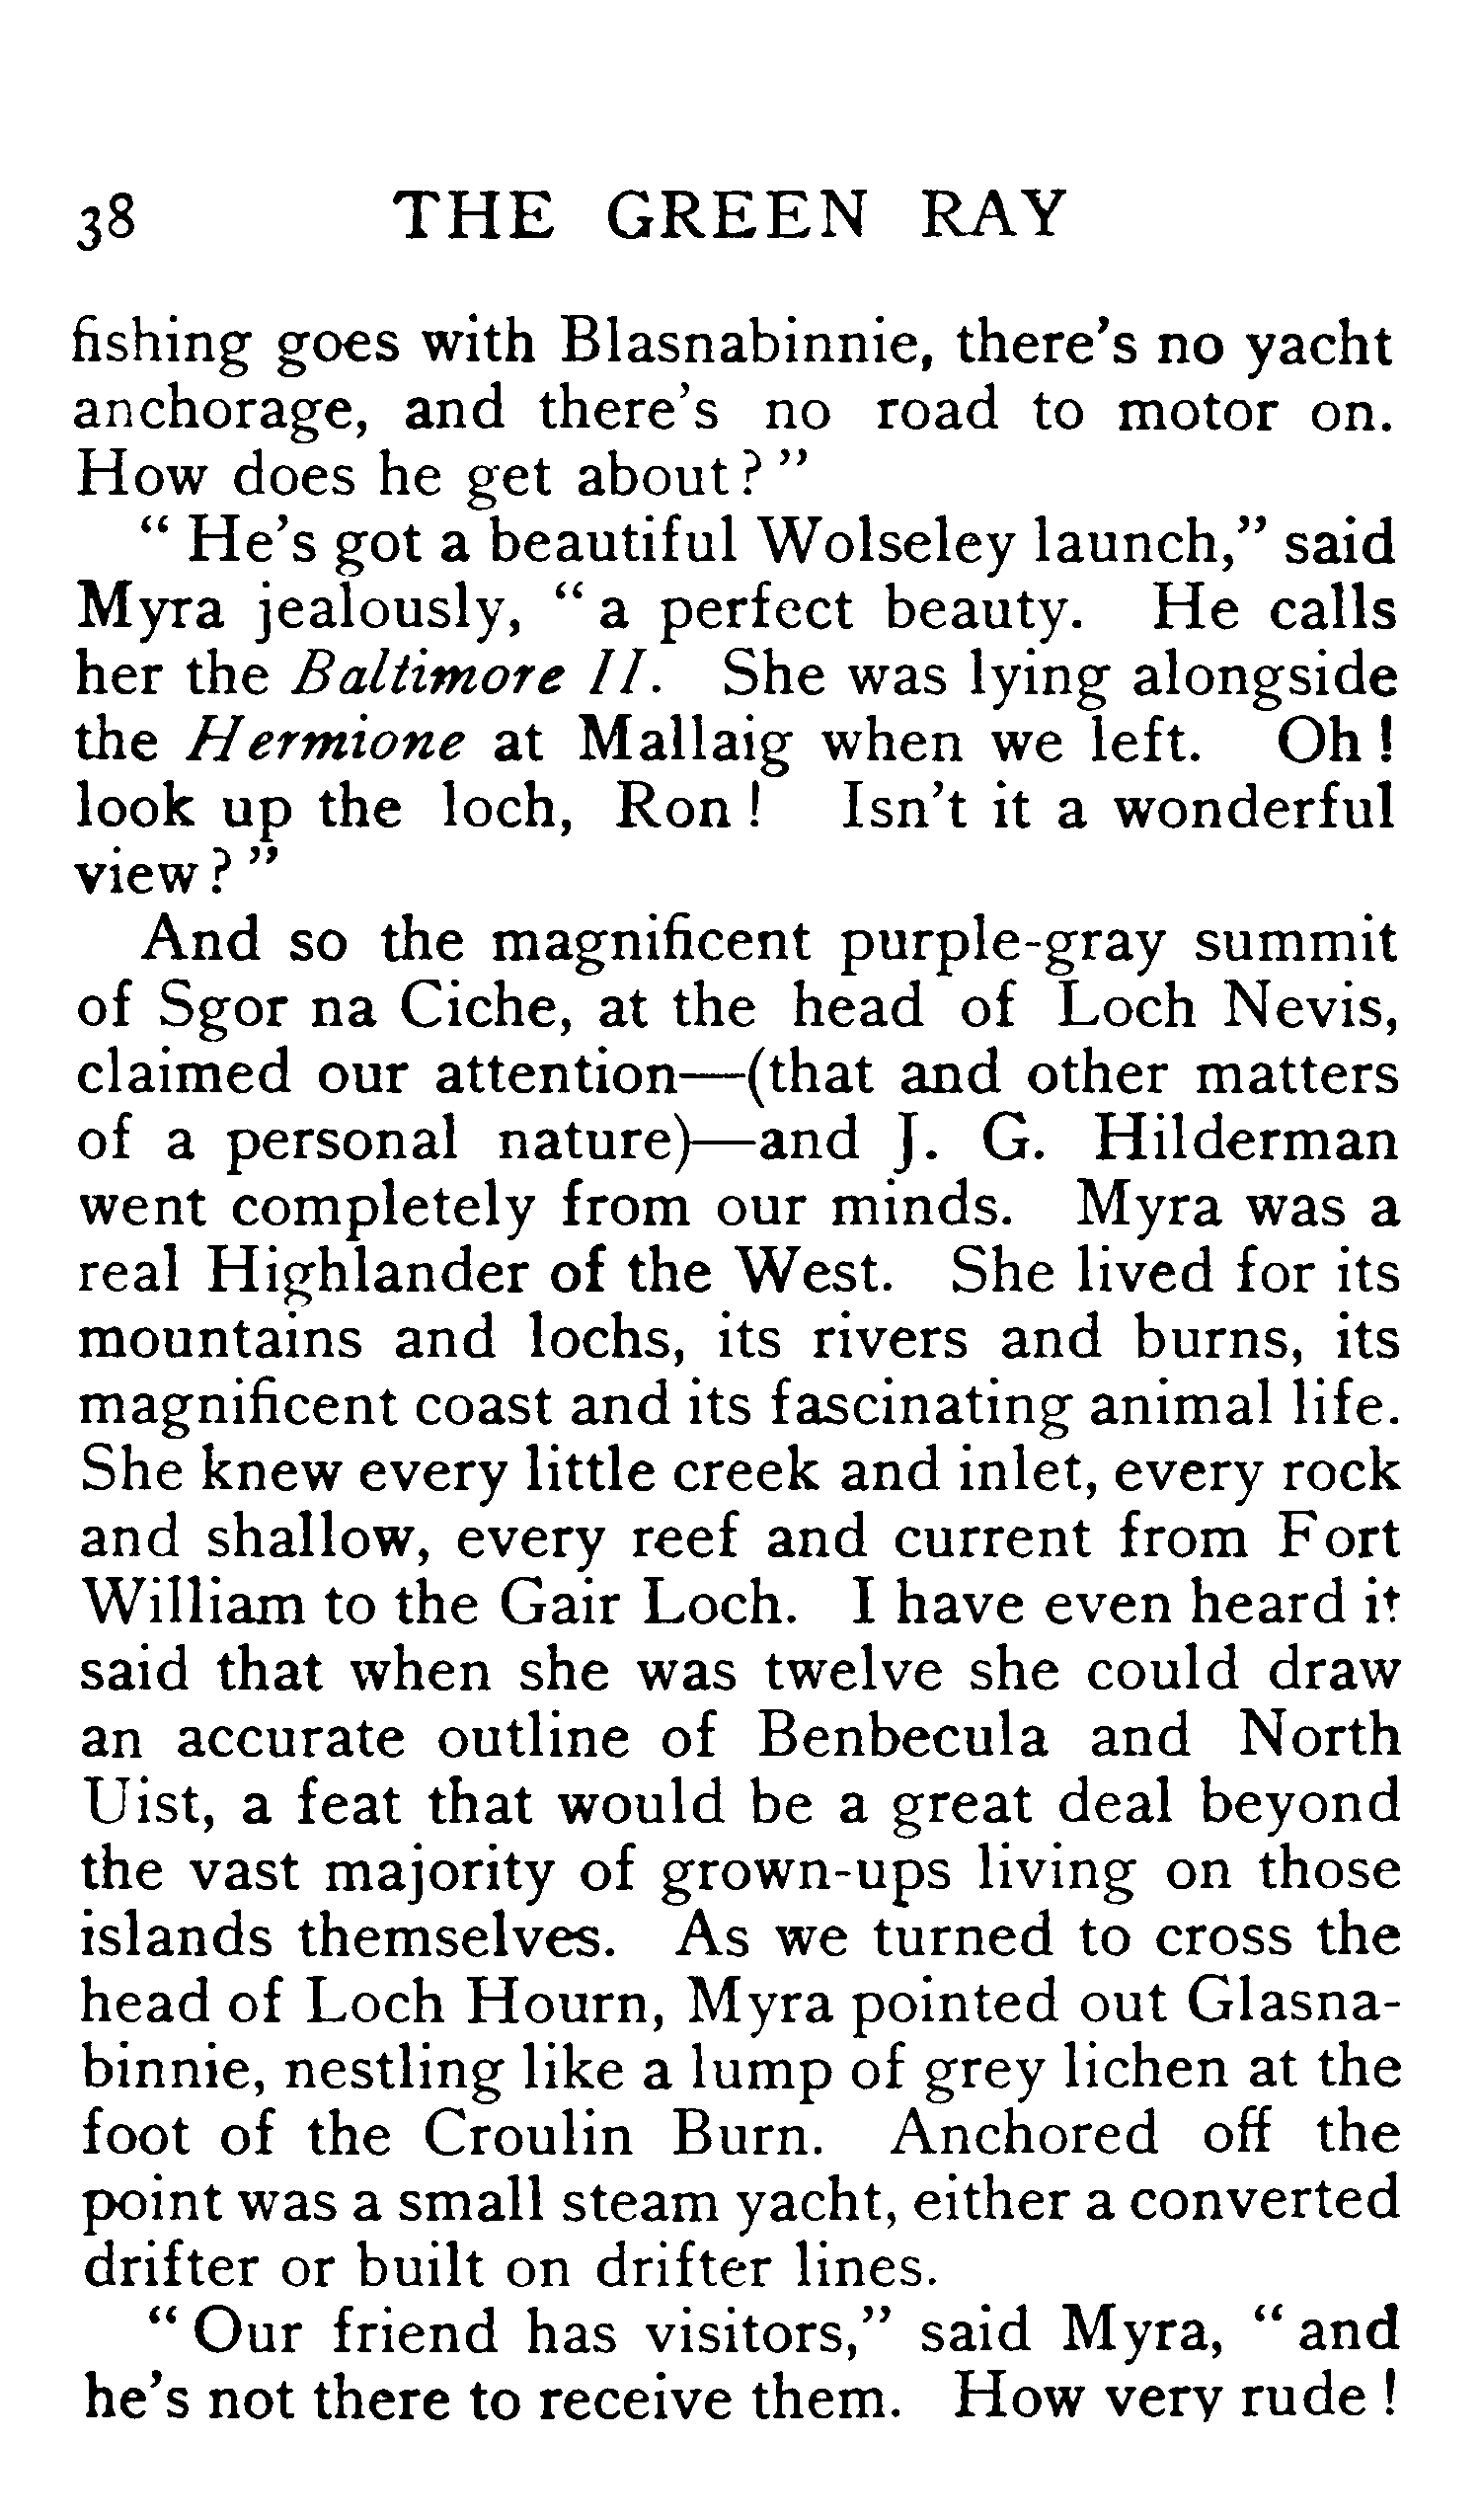 38 THE GREEN RAY
fishing goes with Blasnabinnie, there's no yacht
anchorage, and there's no road to motor on.
How does he get about?"
"He's got a beautiful Wolseley launch," said
Myra jealously, "a perfect beauty. He calls
her the Baltimore II. She was lying alongside
the Hermione at Mallaig when we left. Oh!
look up the loch, Ron! Isn't it a wonderful
view?"
And so the magnificent purple-gray summit
of Sgor na Ciche, at the head of Loch Nevis,
claimed our attention—(that and other matters
of a personal nature)—and J. G. Hilderman
went completely from our minds. Myra was a
real Highlander of the West. She lived for its
mountains and lochs, its rivers and burns, its
magnificent coast and its fascinating animal life.
She knew every little creek and inlet, every rock
and shallow, every reef and current from Fort
William to the Gair Loch. I have even heard it
said that when she was twelve she could draw
an accurate outline of Benbecula and North
Uist, a feat that would be a great deal beyond
the vast majority of grown-ups living on those
islands themselves. As we turned to cross the
head of Loch Hourn, Myra pointed out Glasna-
binnie, nestling like a lump of grey lichen at the
foot of the Croulin Burn. Anchored off the
point was a small steam yacht, either a converted
drifter or built on drifter lines.
"Our friend has visitors," said Myra, "and
he's not there to receive them. How very rude!